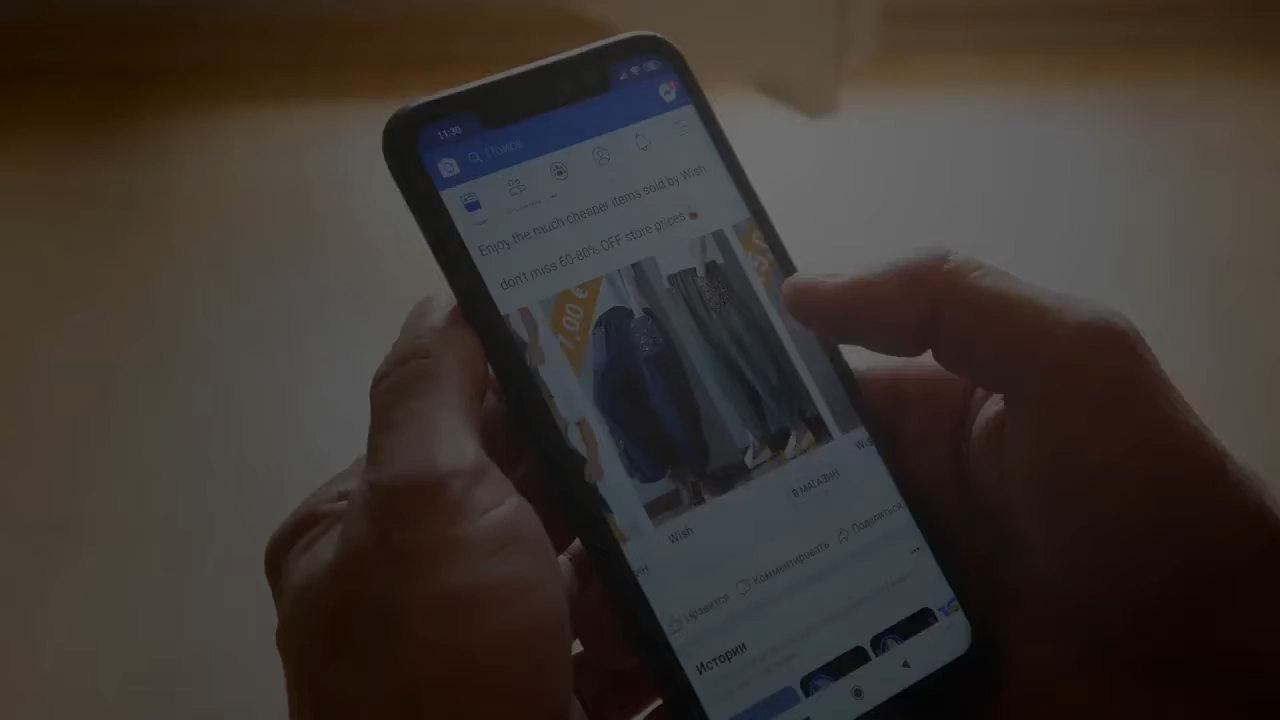 11:30
Поиск
Enjoy the much cheaper items sold by Wish
don't miss 60-80% OFF store prices
1,00 €
Wish
В МАГАЗИН
Нравится Комментировать Поделиться
Истории